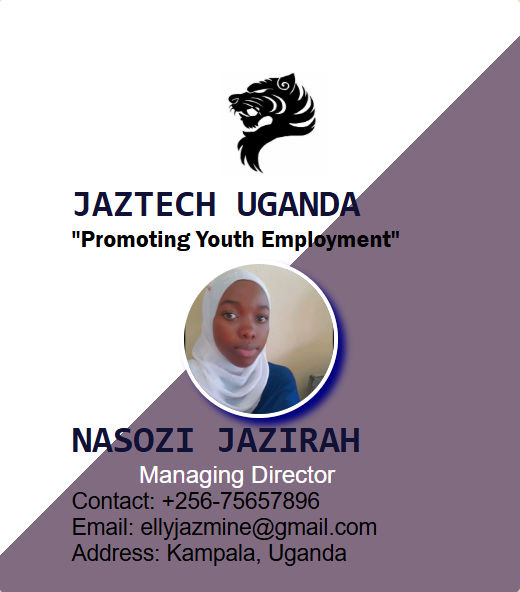 JAZTECH UGANDA
"Promoting Youth Employment"
NASOZI JAZIRAH
Managing Director
Contact: +256-75657896
Email: ellyjazmine@gmail.com
Address: Kampala, Uganda